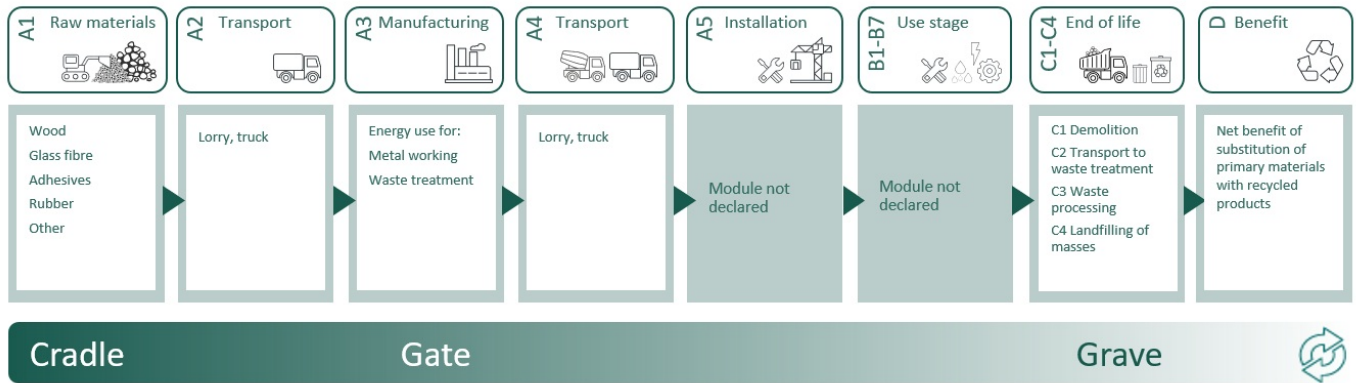 A1 Raw materials
A2 Transport
A3 Manufacturing
A4 Transport
A5 Installation
B1-B7 Use stage
C1-C4 End of life
D Benefit
Wood
Glass fibre
Adhesives
Rubber
Other
Lorry, truck
Energy use for:
Metal working
Waste treatment
Lorry, truck
Module not
declared
Module not
declared
C1 Demolition
C2 Transport to
waste treatment
C3 Waste
processing
C4 Landfilling of
masses
Net benefit of
substitution of
primary materials
with recycled
products
Cradle
Gate
Grave